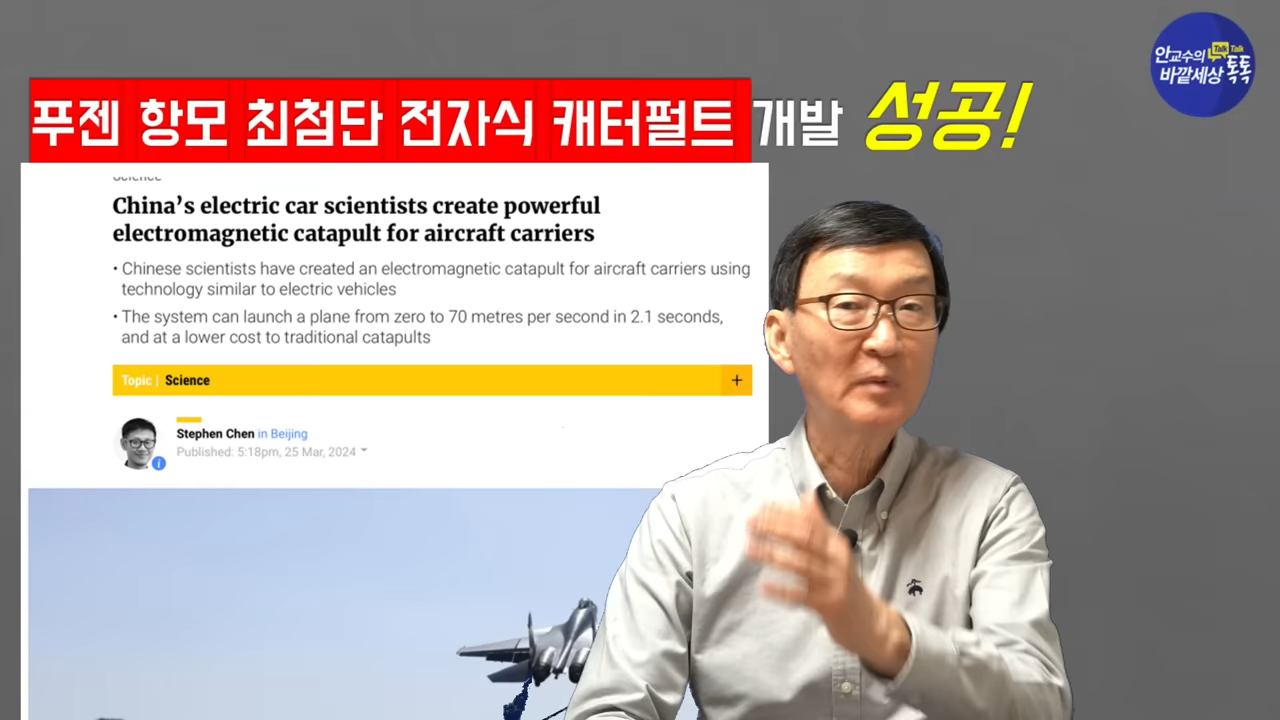 안교수의 Talk Talk
바깥세상 톡톡
푸젠 항모 최첨단 전자식 캐터펄트 개발 성공!
Science
China's electric car scientists create powerful
electromagnetic catapult for aircraft carriers
• Chinese scientists have created an electromagnetic catapult for aircraft carriers using
technology similar to electric vehicles
• The system can launch a plane from zero to 70 metres per second in 2.1 seconds,
and at a lower cost to traditional catapults
Topic | Science +
Stephen Chen in Beijing
Published: 5:18pm, 25 Mar, 2024